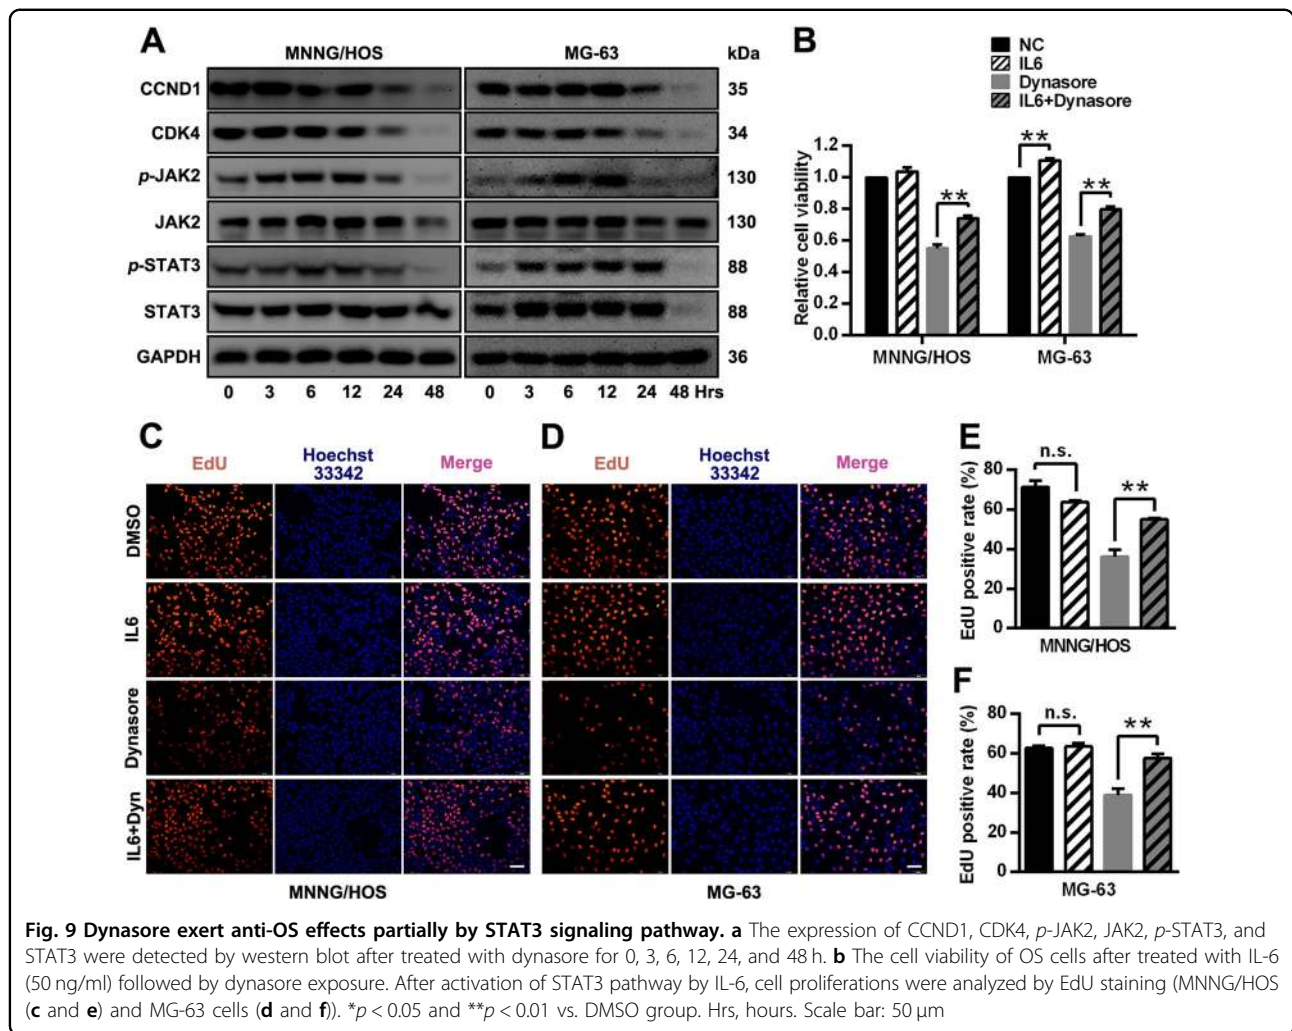 A
MNNG/HOS MG-63 kDa
CCND1 35
CDK4 34
p-JAK2 130
JAK2 130
p-STAT3 88
STAT3 88
GAPDH 36
0 3 6 12 24 48 0 3 6 12 24 48 Hrs
B
NC
IL6
Dynasore
IL6+Dynasore
Relative cell viability
1.2
1.0
0.8
0.6
0.4
0.2
0.0
**
**
**
MNNG/HOS MG-63
C
EdU Hoechst 33342 Merge
DMSO
IL6
Dynasore
IL6+Dyn
MNNG/HOS
D
EdU Hoechst 33342 Merge
MG-63
E
EdU positive rate (%)
80
60
40
20
0
n.s.
**
MNNG/HOS
F
EdU positive rate (%)
80
60
40
20
0
n.s.
**
MG-63
Fig. 9 Dynasore exert anti-OS effects partially by STAT3 signaling pathway. a The expression of CCND1, CDK4, p-JAK2, JAK2, p-STAT3, and
STAT3 were detected by western blot after treated with dynasore for 0, 3, 6, 12, 24, and 48 h. b The cell viability of OS cells after treated with IL-6
(50 ng/ml) followed by dynasore exposure. After activation of STAT3 pathway by IL-6, cell proliferations were analyzed by EdU staining (MNNG/HOS
(c and e) and MG-63 cells (d and f)). *p < 0.05 and **p < 0.01 vs. DMSO group. Hrs, hours. Scale bar: 50 µm